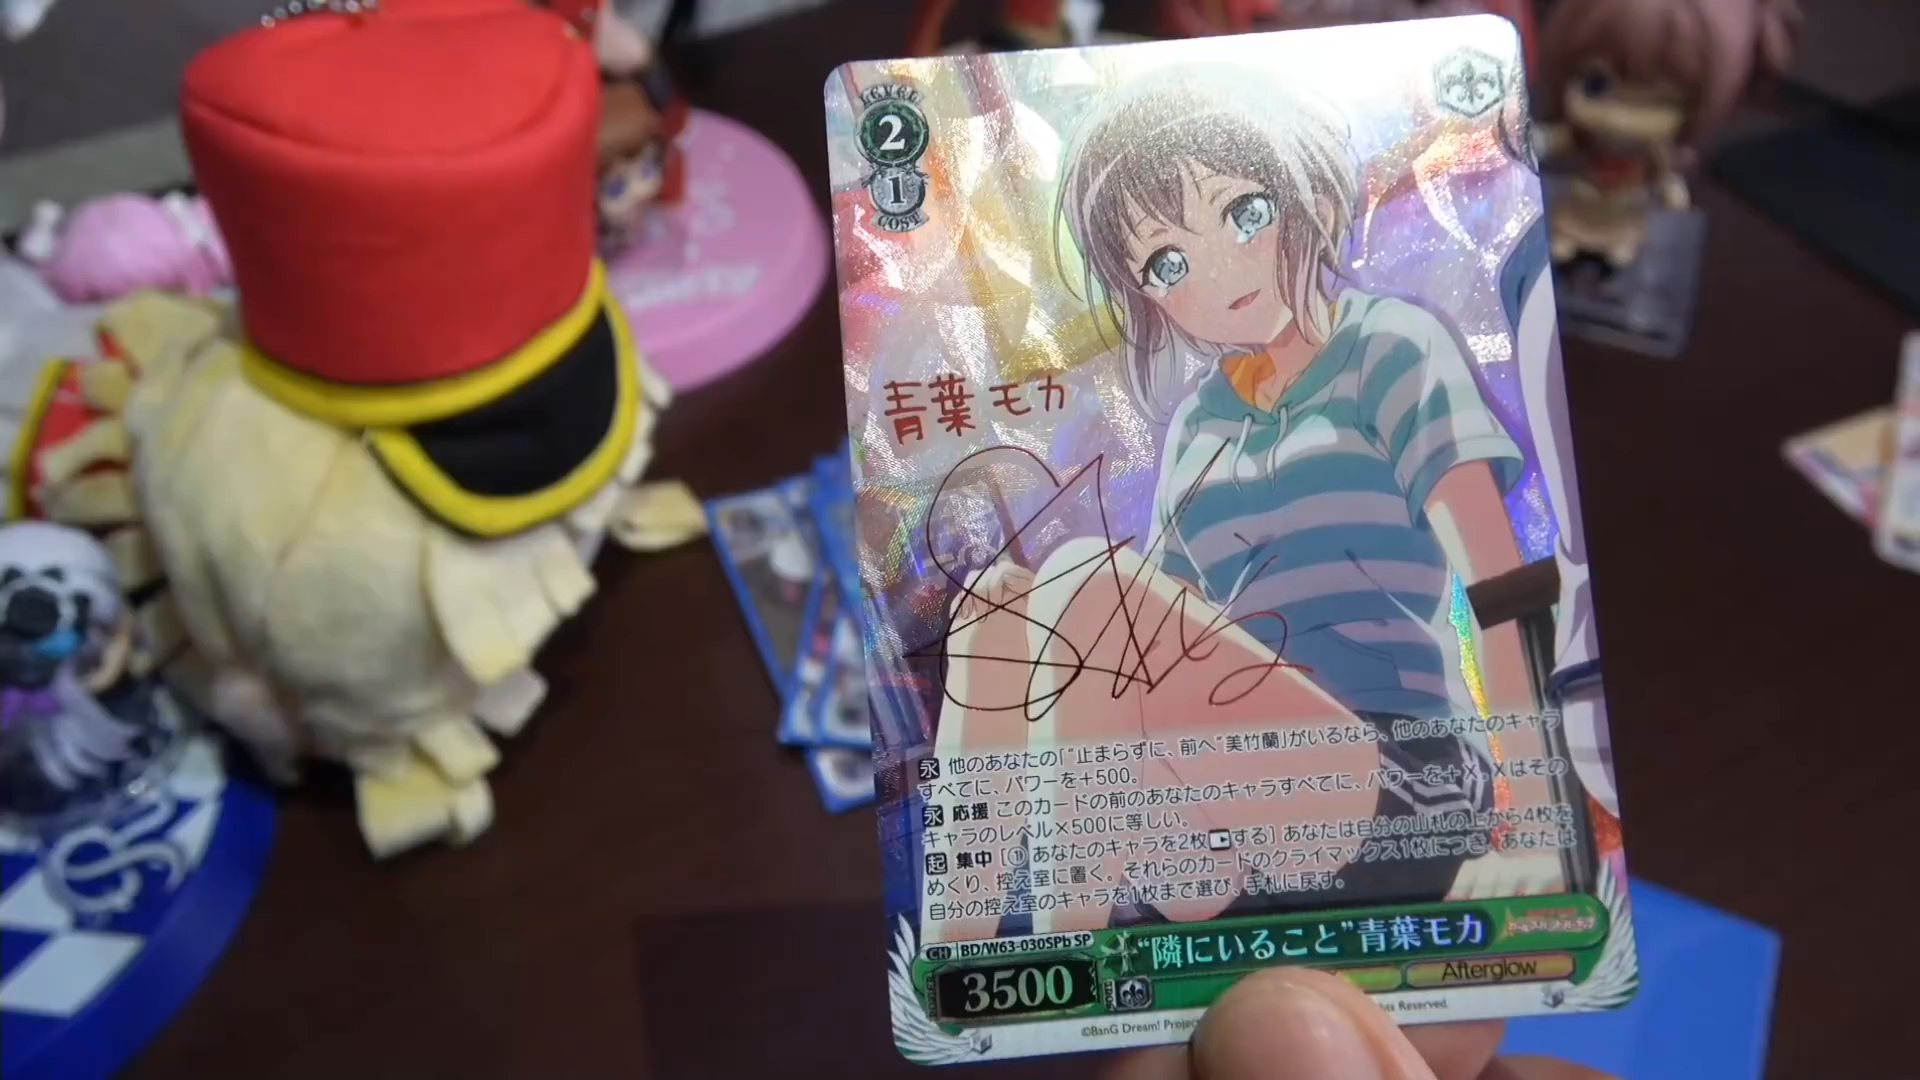 LEVEL
2
1
COST
青葉モカ
永 他のあなたの「“止まらずに、前へ”美竹蘭」がいるなら、他のあなたのキャラ
すべてに、パワーを+500。
永 応援 このカードの前のあなたのキャラすべてに、パワーを+X。Xはその
キャラのレベル×500に等しい。
起 集中 [① あなたのキャラを2枚する] あなたは自分の山札の上から4枚を
めくり、控え室に置く。それらのカードのクライマックス1枚につき、あなたは
自分の控え室のキャラを1枚まで選び、手札に戻す。
CH BD/W63-030SPb SP
“隣にいること”青葉モカ
3500
Afterglow
©BanG Dream! Project
Reserved.